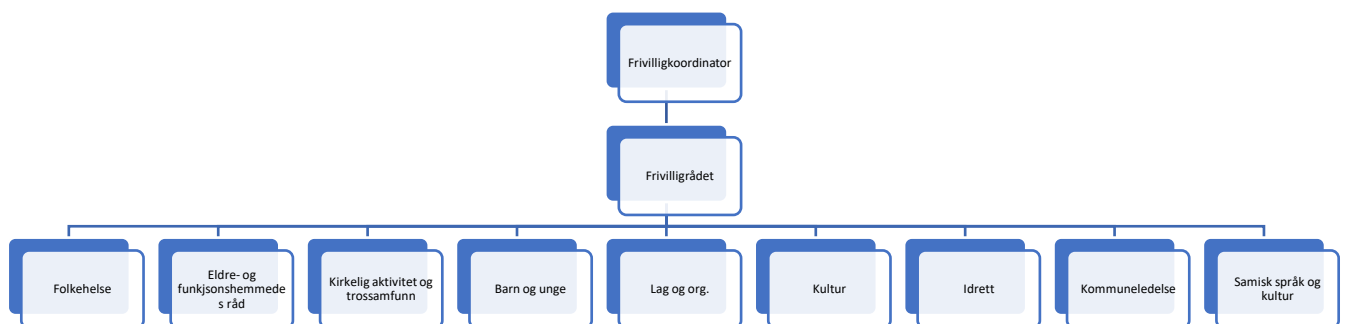 Frivilligkoordinator
Frivilligrådet
Folkehelse
Eldre- og
funkjsonshemmede
s råd
Kirkelig aktivitet og
trossamfunn
Barn og unge
Lag og org.
Kultur
Idrett
Kommuneledelse
Samisk språk og
kultur